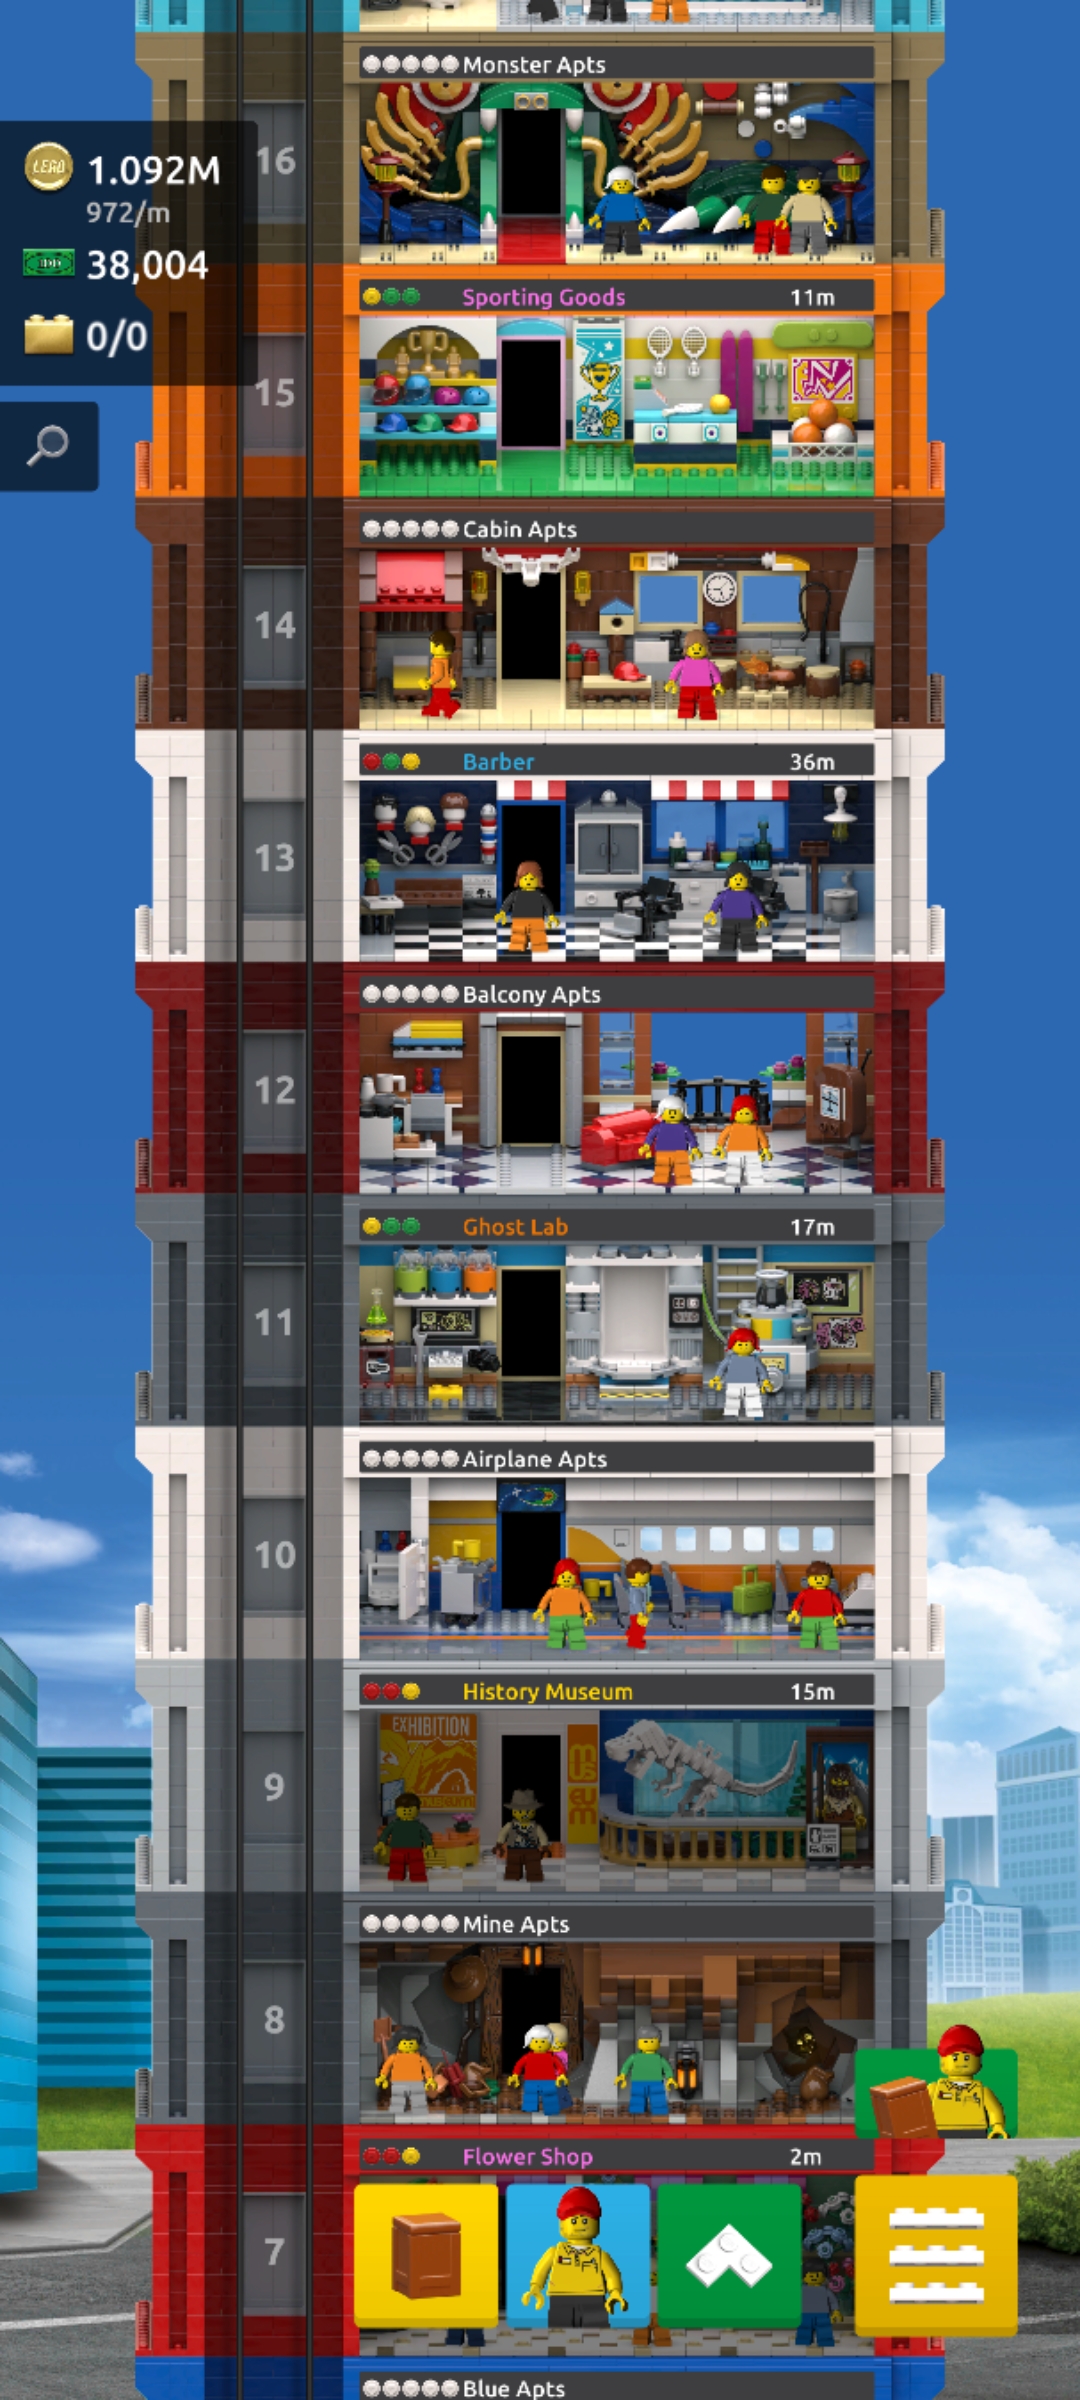 Monster Apts
16
LEGO
1.092M
972/m
38,004
0/0
Sporting Goods 11m
15
Cabin Apts
14
Barber 36m
13
Balcony Apts
12
Ghost Lab 17m
11
Airplane Apts
10
History Museum 15m
EXHIBITION
MUSEUM
9
Mine Apts
8
Flower Shop 2m
7
Blue Apts